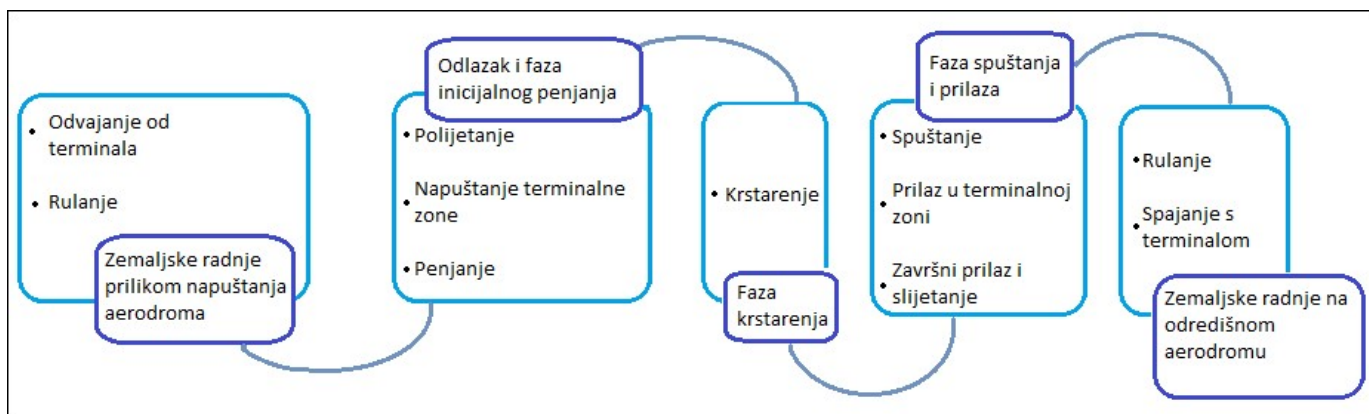 Odvajanje od
terminala
Rulanje
Zemaljske radnje
prilikom napuštanja
aerodroma
Odlazak i faza
inicijalnog penjanja
Polijetanje
Napuštanje terminalne
zone
Penjanje
Krstarenje
Faza
krstarenja
Faza spuštanja
i prilaza
Spuštanje
Prilaz u terminalnoj
zoni
Završni prilaz i
slijetanje
Rulanje
Spajanje s
terminalom
Zemaljske radnje na
odredišnom
aerodromu